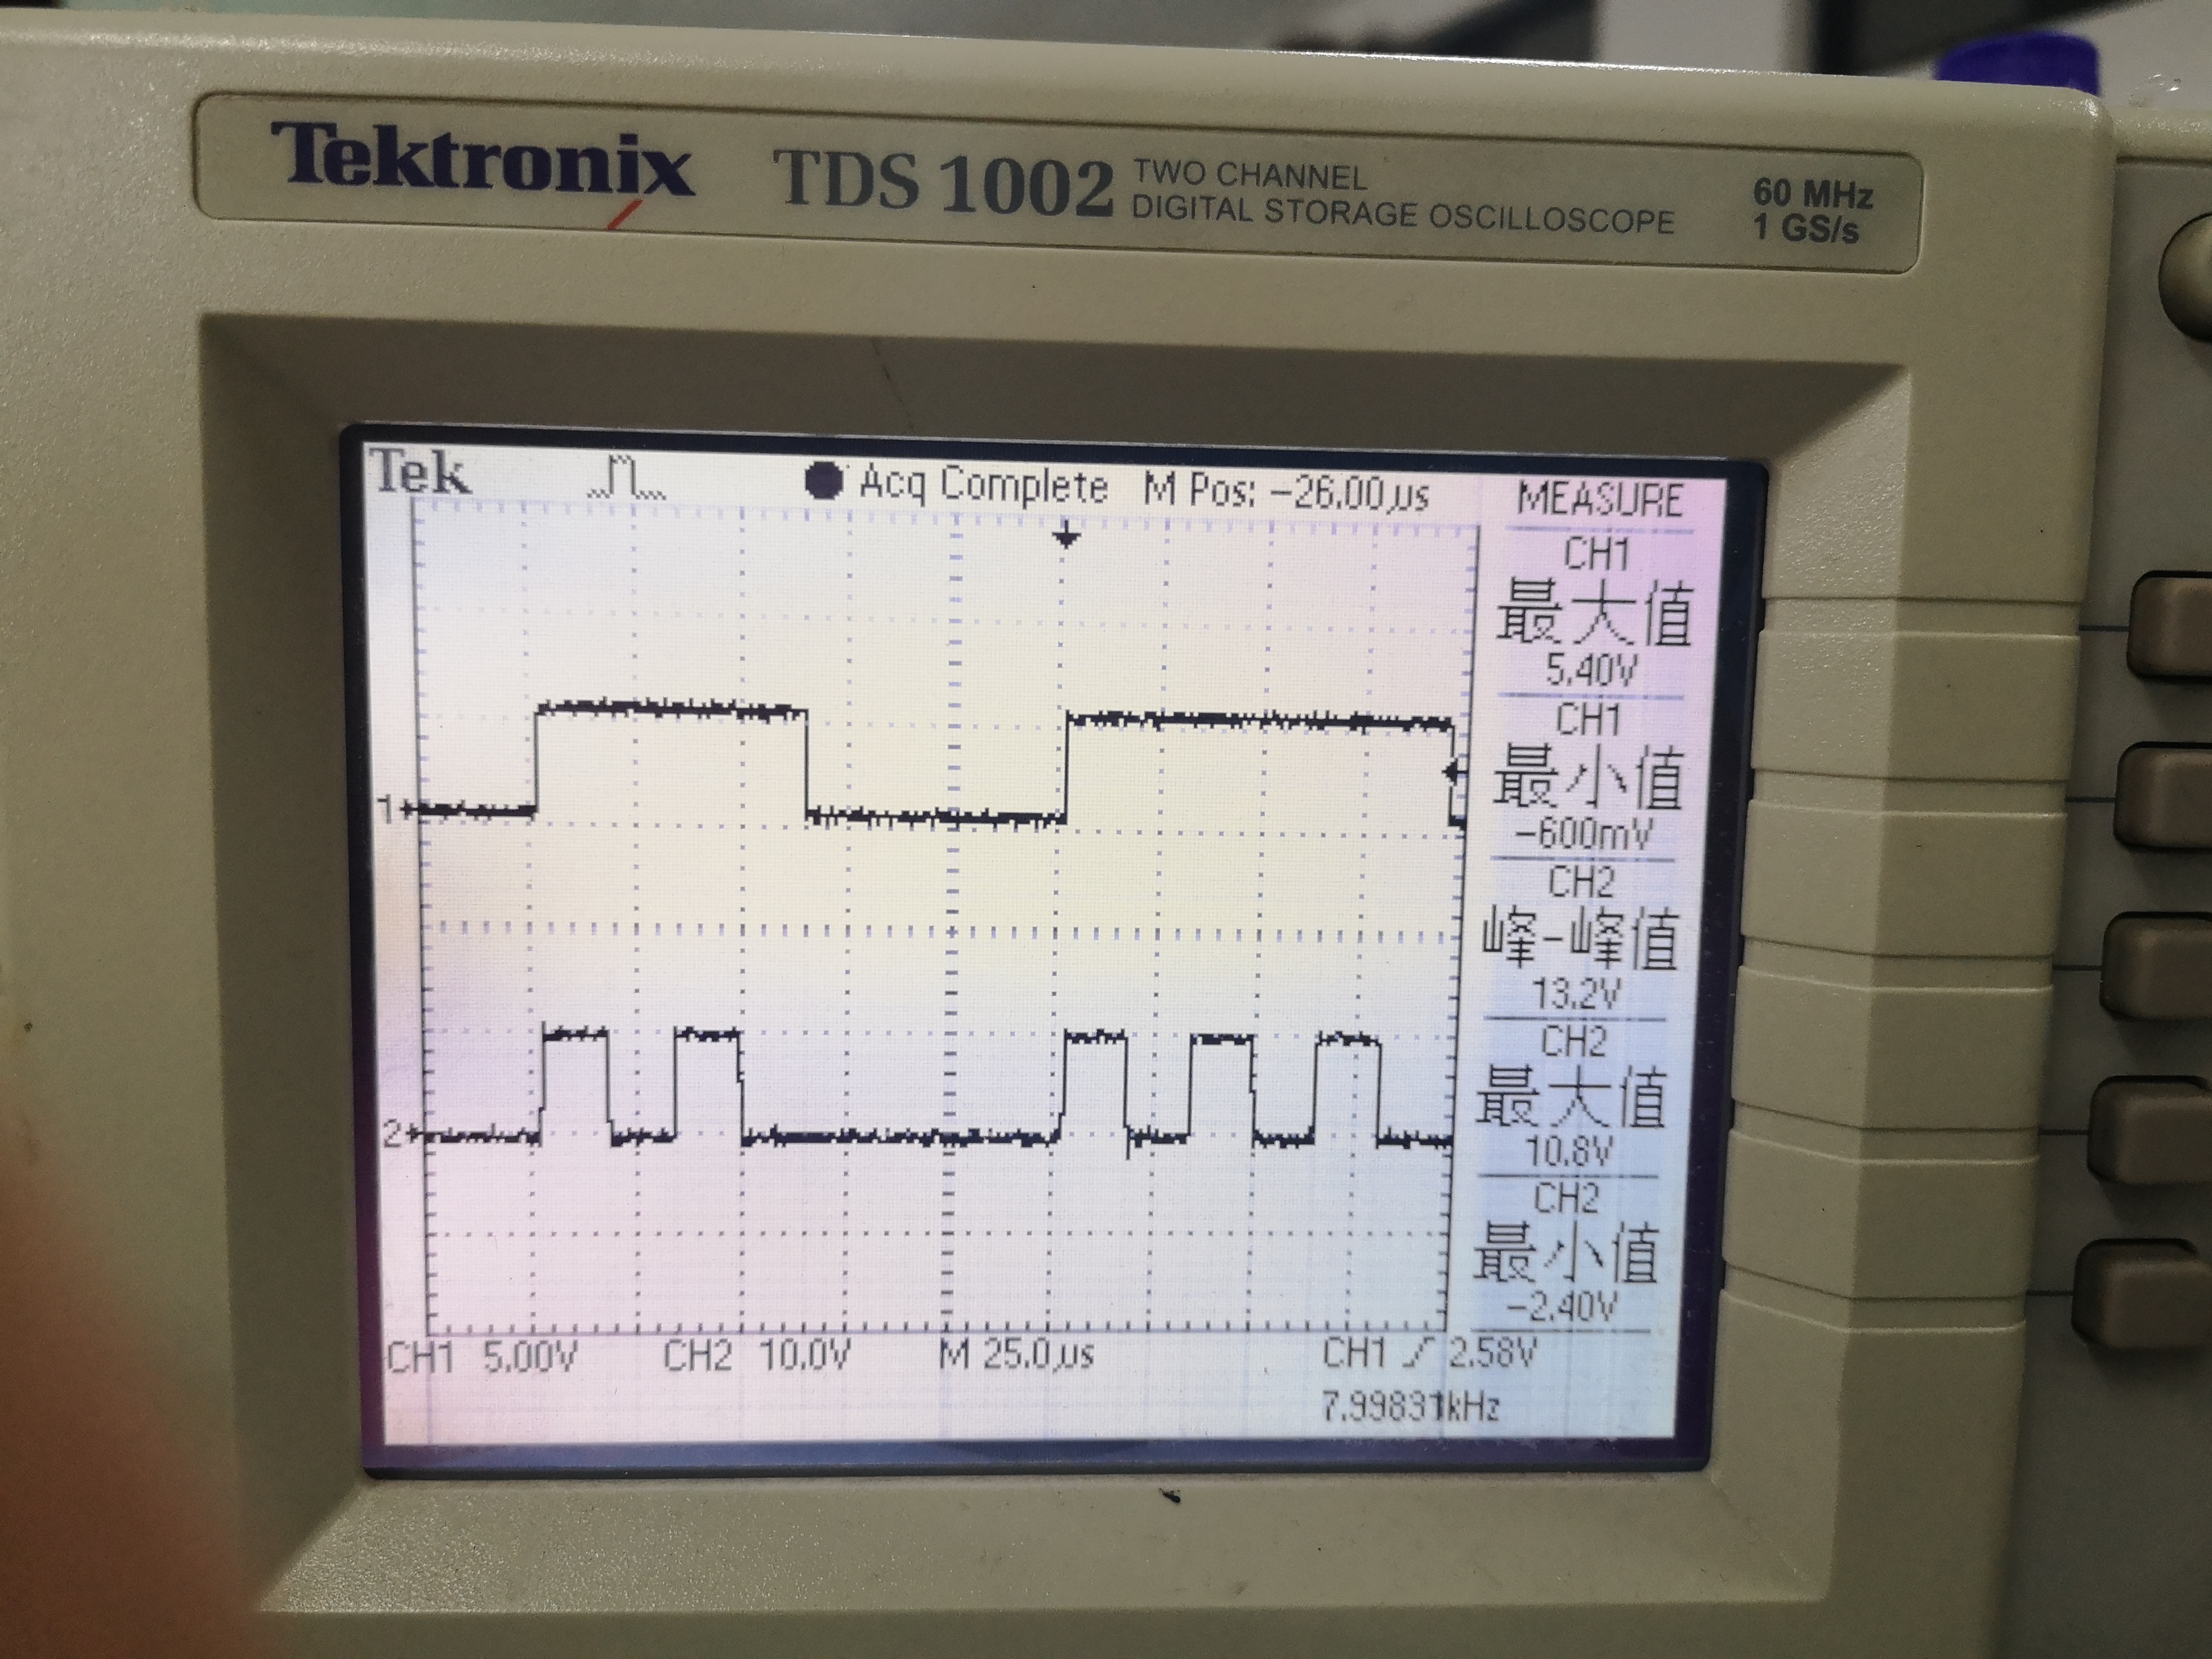 Tektronix TDS 1002 TWO CHANNEL
DIGITAL STORAGE OSCILLOSCOPE
60 MHz
1 GS/s
Tek Acq Complete M Pos: -26.00µs MEASURE
CH1
最大值
5.40V
CH1
最小值
-600mV
CH2
峰-峰值
13.2V
CH2
最大值
10.8V
CH2
最小值
-2.40V
1
2
CH1 5.00V CH2 10.0V M 25.0µs CH1 2.58V
7.99831kHz